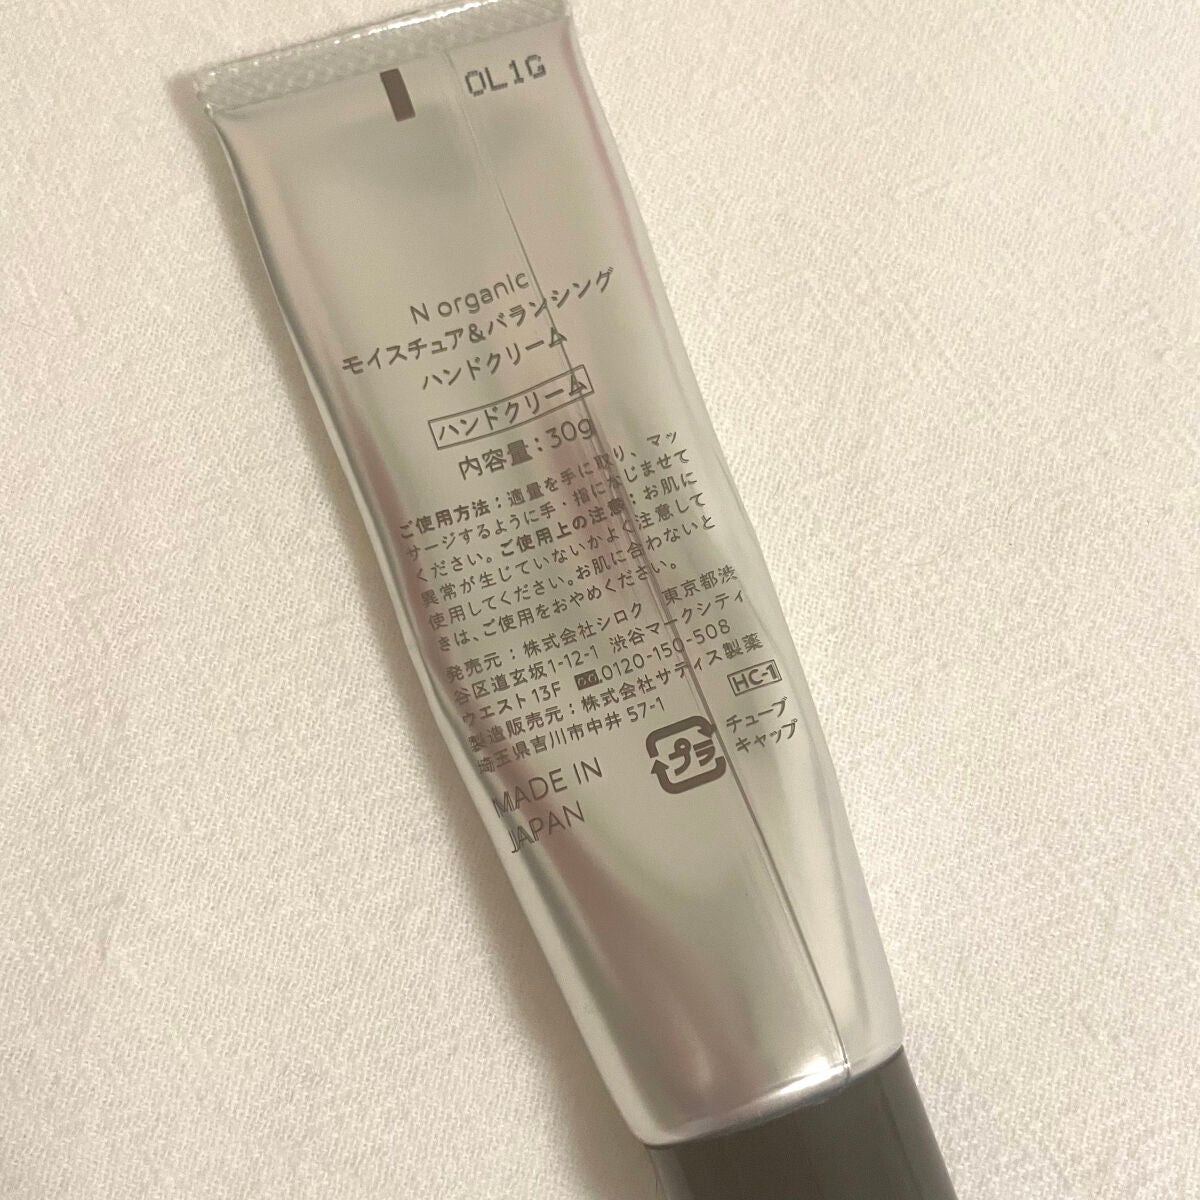 OL1G
N organic
モイスチュア&バランシング
ハンドクリーム
ハンドクリーム
内容量:30g
ご使用方法:適量を手に取り、マッ
サージするように手・指になじませて
ください。ご使用上の注意:お肌に
異常が生じていないかよく注意して
使用してください。お肌に合わないと
きは、ご使用をおやめください。
発売元:株式会社シロク 東京都渋
谷区道玄坂1-12-1 渋谷マークシティ
ウエスト13F 0120-150-508
製造販売元:株式会社サティス製薬
埼玉県吉川市中井57-1
HC-1
MADE IN
JAPAN
プラ
チューブ
キャップ